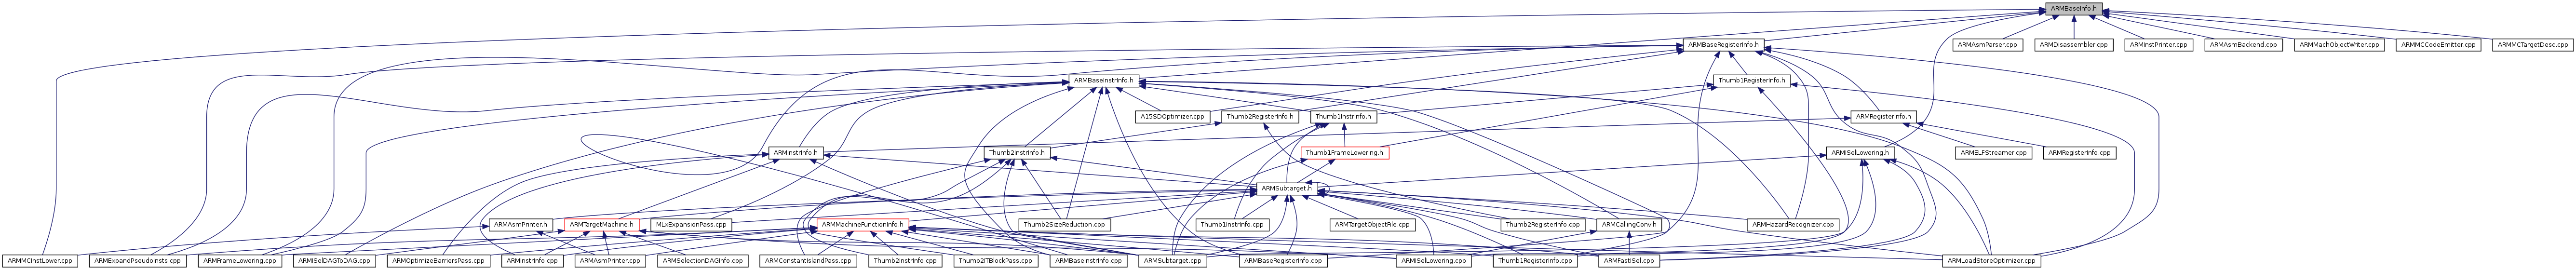 ARMBaseInfo.h
ARMBaseRegisterInfo.h
ARMAsmParser.cpp
ARMDisassembler.cpp
ARMInstPrinter.cpp
ARMAsmBackend.cpp
ARMMachObjectWriter.cpp
ARMMCCodeEmitter.cpp
ARMMCTargetDesc.cpp
ARMBaseInstrInfo.h
Thumb1RegisterInfo.h
A15SDOptimizer.cpp
Thumb2RegisterInfo.h
Thumb1InstrInfo.h
ARMRegisterInfo.h
ARMInstrInfo.h
Thumb2InstrInfo.h
Thumb1FrameLowering.h
ARMISelLowering.h
ARMELFStreamer.cpp
ARMRegisterInfo.cpp
ARMSubtarget.h
ARMAsmPrinter.h
ARMTargetMachine.h
MLxExpansionPass.cpp
ARMMachineFunctionInfo.h
Thumb2SizeReduction.cpp
Thumb1InstrInfo.cpp
ARMTargetObjectFile.cpp
Thumb2RegisterInfo.cpp
ARMCallingConv.h
ARMHazardRecognizer.cpp
ARMMCInstLower.cpp
ARMExpandPseudoInsts.cpp
ARMFrameLowering.cpp
ARMISelDAGToDAG.cpp
ARMOptimizeBarriersPass.cpp
ARMInstrInfo.cpp
ARMAsmPrinter.cpp
ARMSelectionDAGInfo.cpp
ARMConstantIslandPass.cpp
Thumb2InstrInfo.cpp
Thumb2ITBlockPass.cpp
ARMBaseInstrInfo.cpp
ARMSubtarget.cpp
ARMBaseRegisterInfo.cpp
ARMISelLowering.cpp
Thumb1RegisterInfo.cpp
ARMFastISel.cpp
ARMLoadStoreOptimizer.cpp